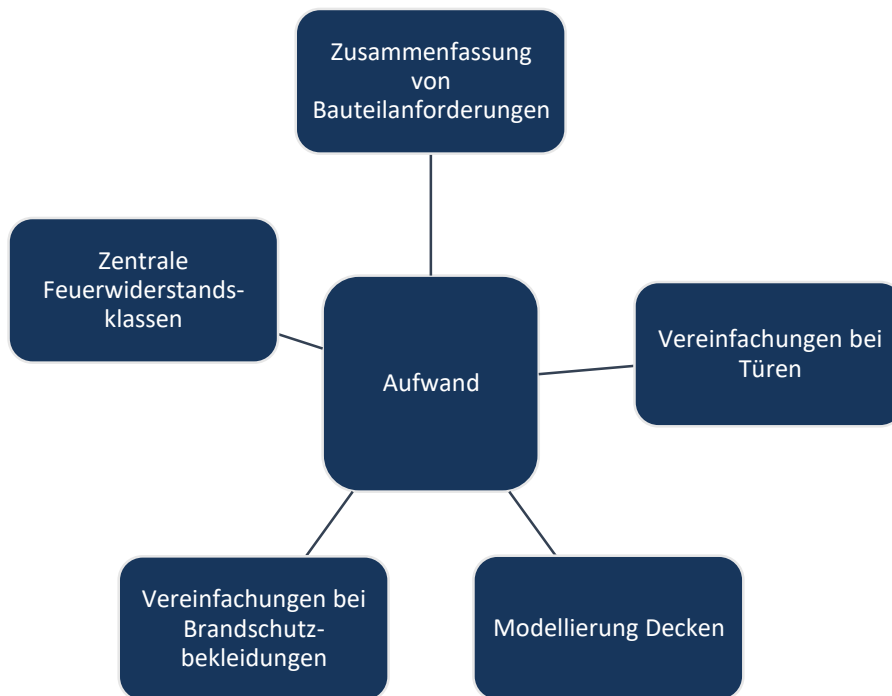 Zusammenfassung
von
Bauteilanforderungen
Zentrale
Feuerwiderstands-
klassen
Aufwand
Vereinfachungen bei
Türen
Vereinfachungen bei
Brandschutz-
bekleidungen
Modellierung Decken